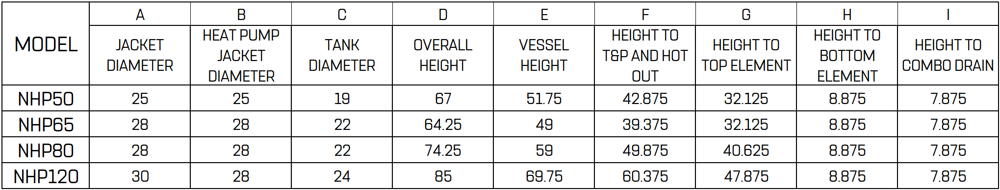 MODEL A B C D E F G H I
JACKET DIAMETER HEAT PUMP JACKET DIAMETER TANK DIAMETER OVERALL HEIGHT VESSEL HEIGHT HEIGHT TO T&P AND HOT OUT HEIGHT TO TOP ELEMENT HEIGHT TO BOTTOM ELEMENT HEIGHT TO COMBO DRAIN
NHP50 25 25 19 67 51.75 42.875 32.125 8.875 7.875
NHP65 28 28 22 64.25 49 39.375 32.125 8.875 7.875
NHP80 28 28 22 74.25 59 49.875 40.625 8.875 7.875
NHP120 30 28 24 85 69.75 60.375 47.875 8.875 7.875